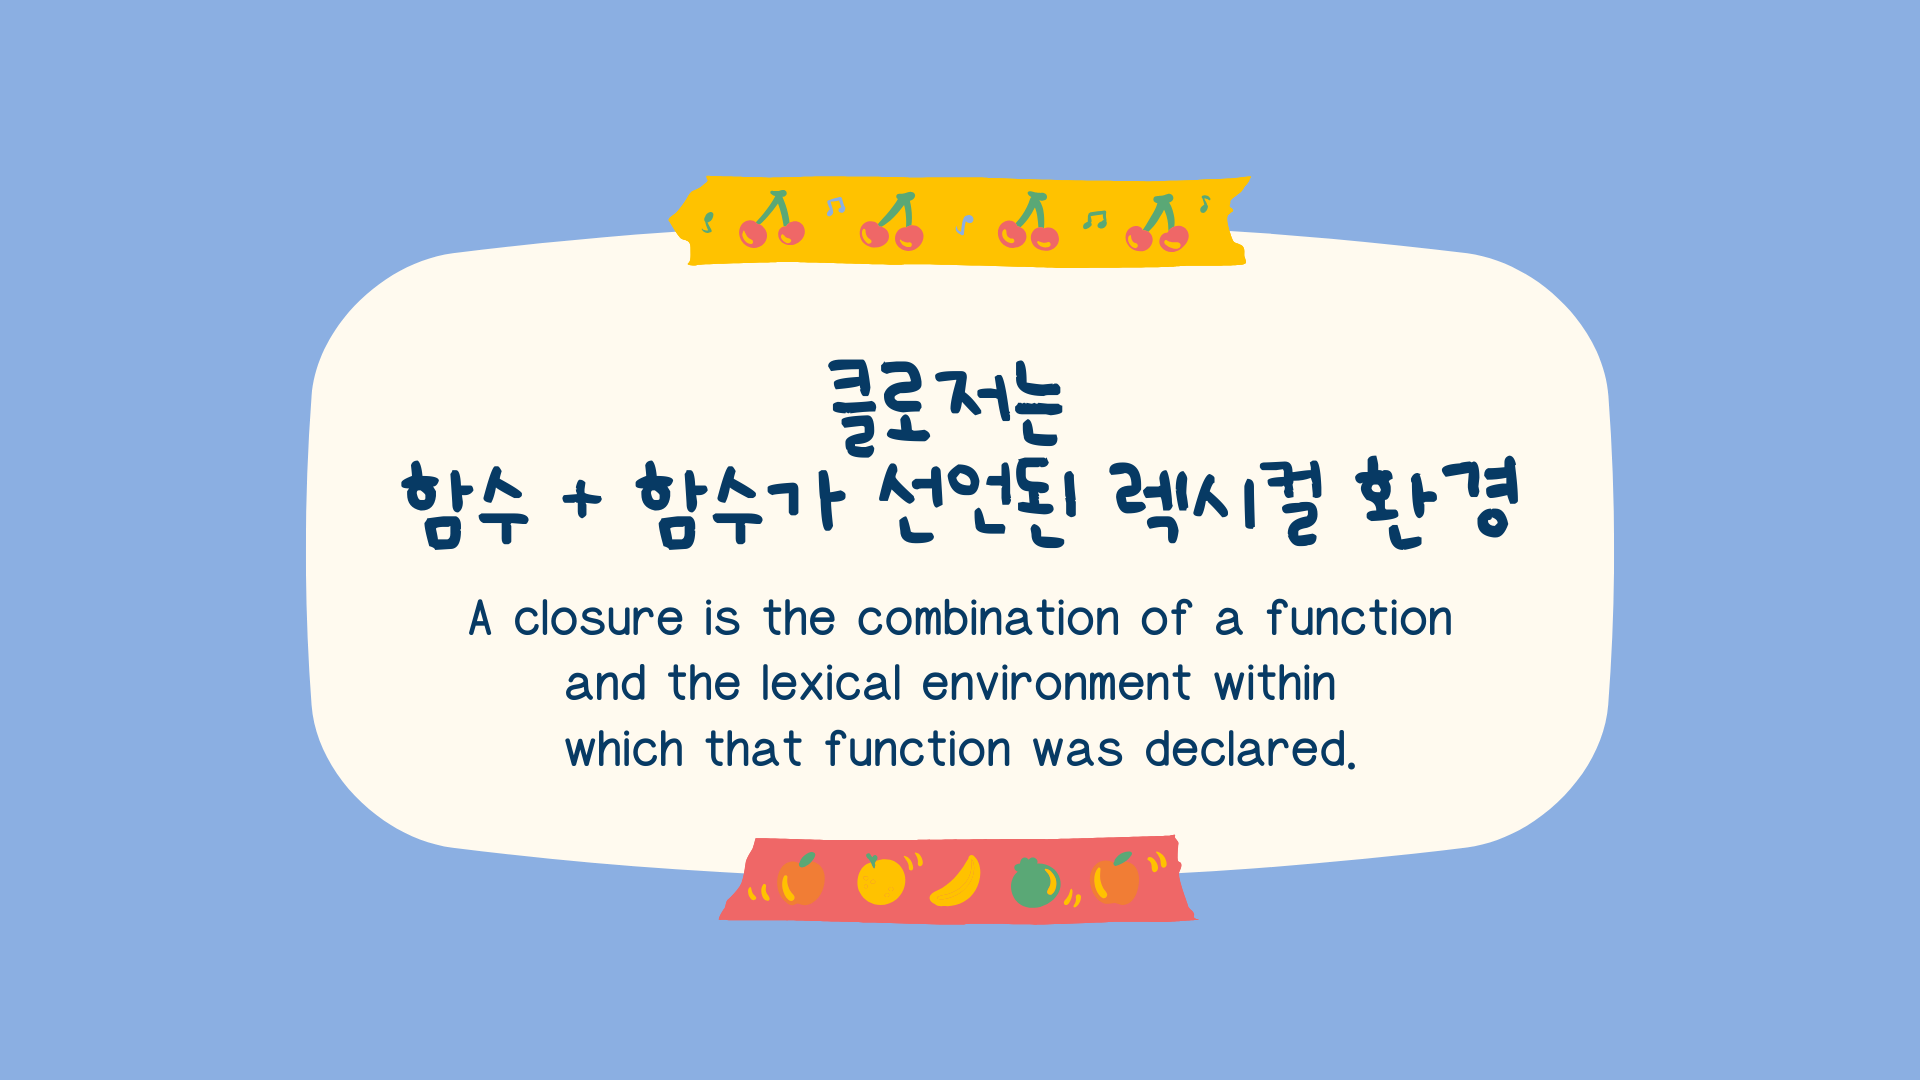 클로저는
함수 + 함수가 선언된 렉시컬 환경
A closure is the combination of a function
and the lexical environment within
which that function was declared.